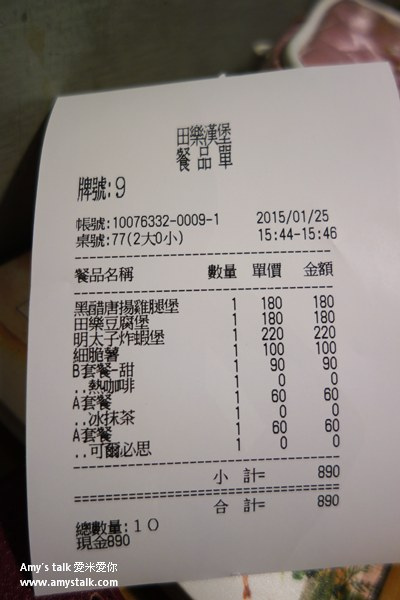 田樂漢堡
餐品單
牌號:9
帳號:10076332-0009-1 2015/01/25
桌號:77(2大0小) 15:44-15:46
餐品名稱 數量 單價 金額
黑醋唐揚雞腿堡 1 180 180
田樂豆腐堡 1 180 180
明太子炸蝦堡 1 220 220
細脆薯 1 100 100
B套餐-甜 1 90 90
..熱咖啡 1 0 0
A套餐 1 60 60
..冰抹茶 1 0 0
A套餐 1 60 60
..可爾必思 1 0 0
小 計= 890
合 計= 890
總數量:10
現金890
Amy's talk 愛米愛你
www.amystalk.com